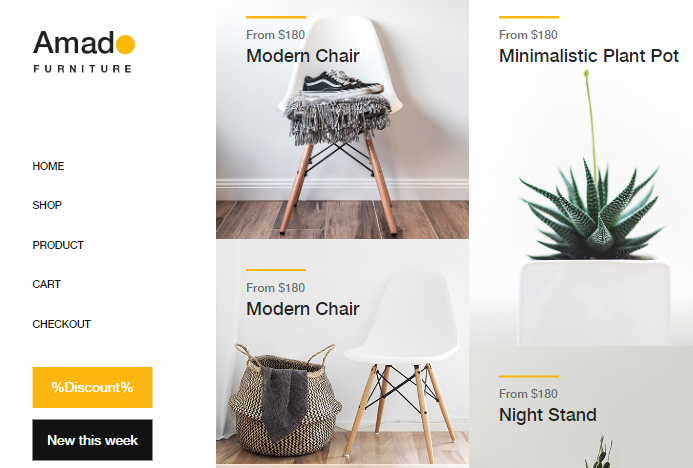 Amado
FURNITURE
HOME
SHOP
PRODUCT
CART
CHECKOUT
%Discount%
New this week
From $180
Modern Chair
From $180
Modern Chair
From $180
Minimalistic Plant Pot
From $180
Night Stand